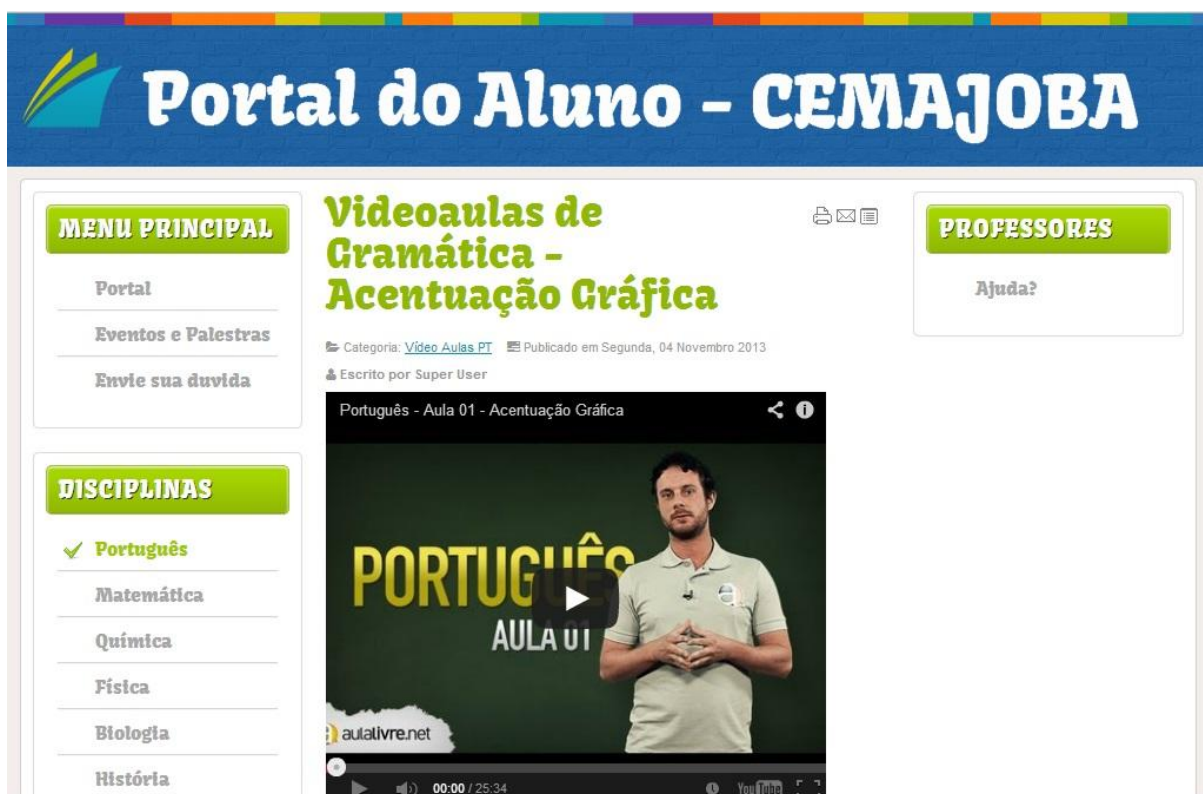 Portal do Aluno - CEMAJOBA
MENU PRINCIPAL
Portal
Eventos e Palestras
Envie sua duvida
DISCIPLINAS
Português
Matemática
Química
Física
Biologia
História
Videoaulas de
Gramática -
Acentuação Gráfica
Categoria: Vídeo Aulas PT Publicado em Segunda, 04 Novembro 2013
Escrito por Super User
Português - Aula 01 - Acentuação Gráfica
PORTUGUÊS
AULA 01
aulalivre.net
00:00 / 25:34
YouTube
PROFESSORES
Ajuda?